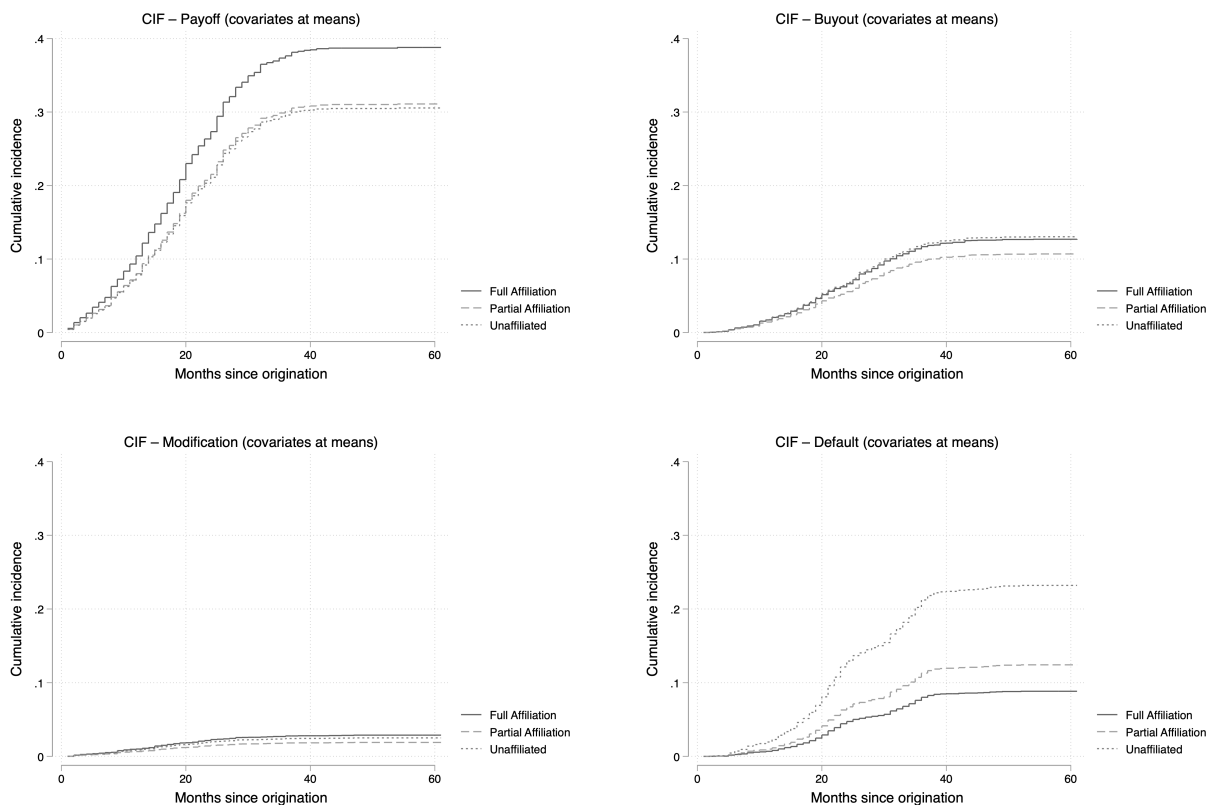 CIF – Payoff (covariates at means)
Cumulative incidence
.4
.3
.2
.1
0
0 20 40 60
Months since origination
Full Affiliation
Partial Affiliation
Unaffiliated
CIF – Buyout (covariates at means)
Cumulative incidence
.4
.3
.2
.1
0
0 20 40 60
Months since origination
Full Affiliation
Partial Affiliation
Unaffiliated
CIF – Modification (covariates at means)
Cumulative incidence
.4
.3
.2
.1
0
0 20 40 60
Months since origination
Full Affiliation
Partial Affiliation
Unaffiliated
CIF – Default (covariates at means)
Cumulative incidence
.4
.3
.2
.1
0
0 20 40 60
Months since origination
Full Affiliation
Partial Affiliation
Unaffiliated